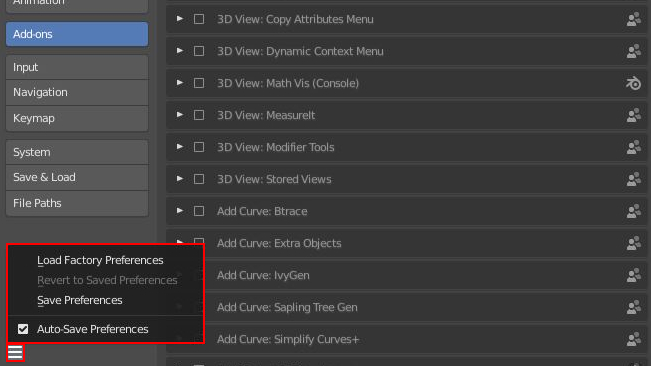 Animation
Add-ons
Input
Navigation
Keymap
System
Save & Load
File Paths
Load Factory Preferences
Revert to Saved Preferences
Save Preferences
Auto-Save Preferences
3D View: Copy Attributes Menu
3D View: Dynamic Context Menu
3D View: Math Vis (Console)
3D View: MeasureIt
3D View: Modifier Tools
3D View: Stored Views
Add Curve: Btrace
Add Curve: Extra Objects
Add Curve: IvyGen
Add Curve: Sapling Tree Gen
Add Curve: Simplify Curves+